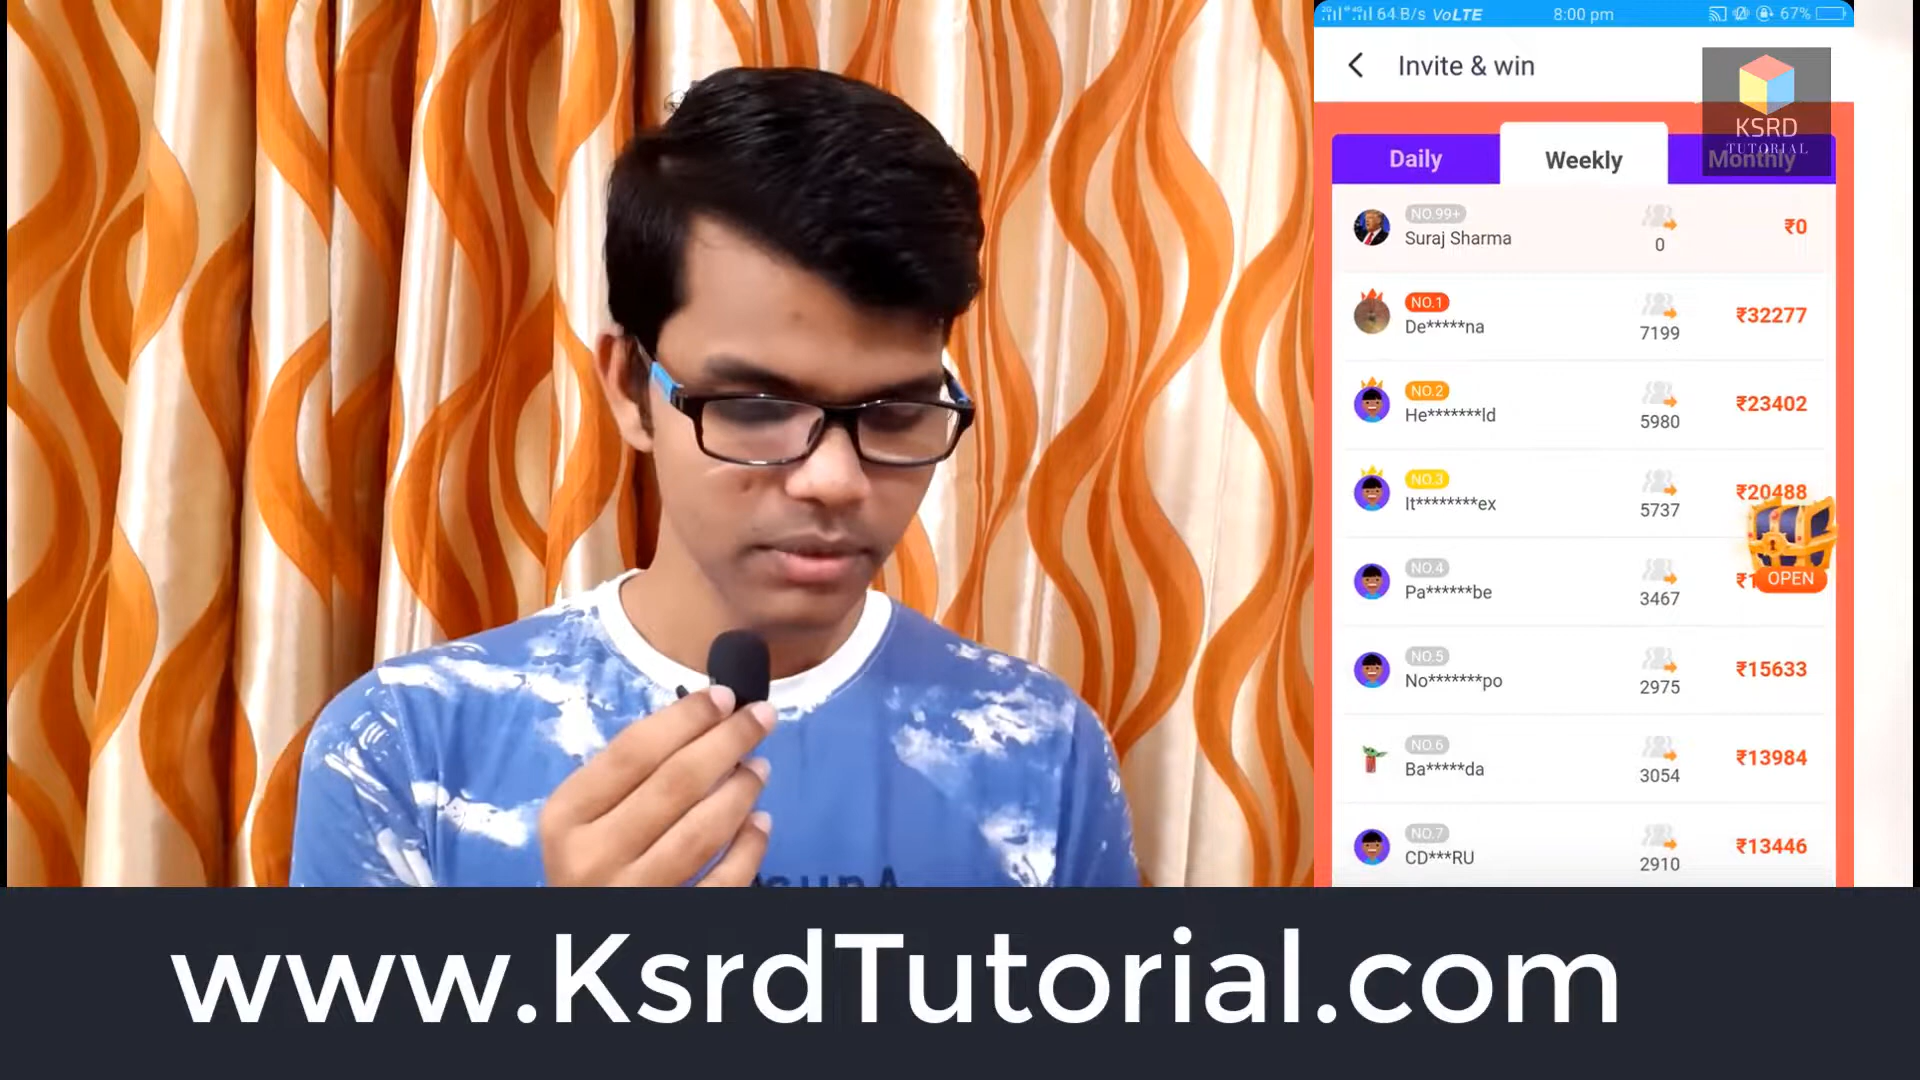 64 B/s VoLTE 8:00 pm 67%
Invite & win
KSRD
TUTORIAL
Daily Weekly Monthly
NO.99+
Suraj Sharma 0 ₹0
NO.1
De*****na 7199 ₹32277
NO.2
He*******ld 5980 ₹23402
NO.3
It********ex 5737 ₹20488
OPEN
NO.4
Pa******be 3467
NO.5
No*******po 2975 ₹15633
NO.6
Ba*****da 3054 ₹13984
NO.7
CD***RU 2910 ₹13446
www.KsrdTutorial.com